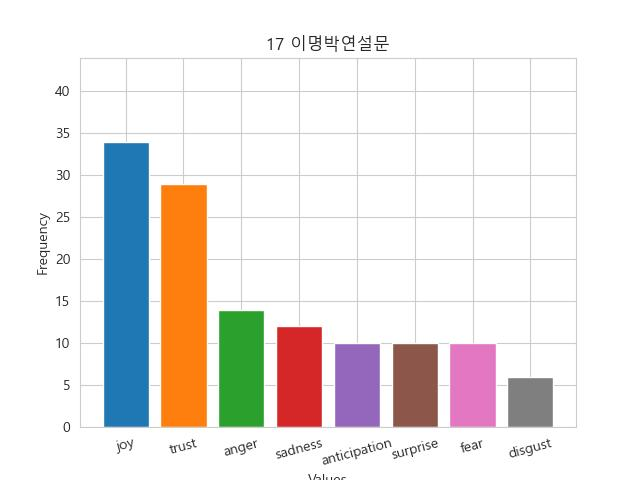 17 이명박연설문
Frequency
40
35
30
25
20
15
10
5
0
joy trust anger sadness anticipation surprise fear disgust
Values